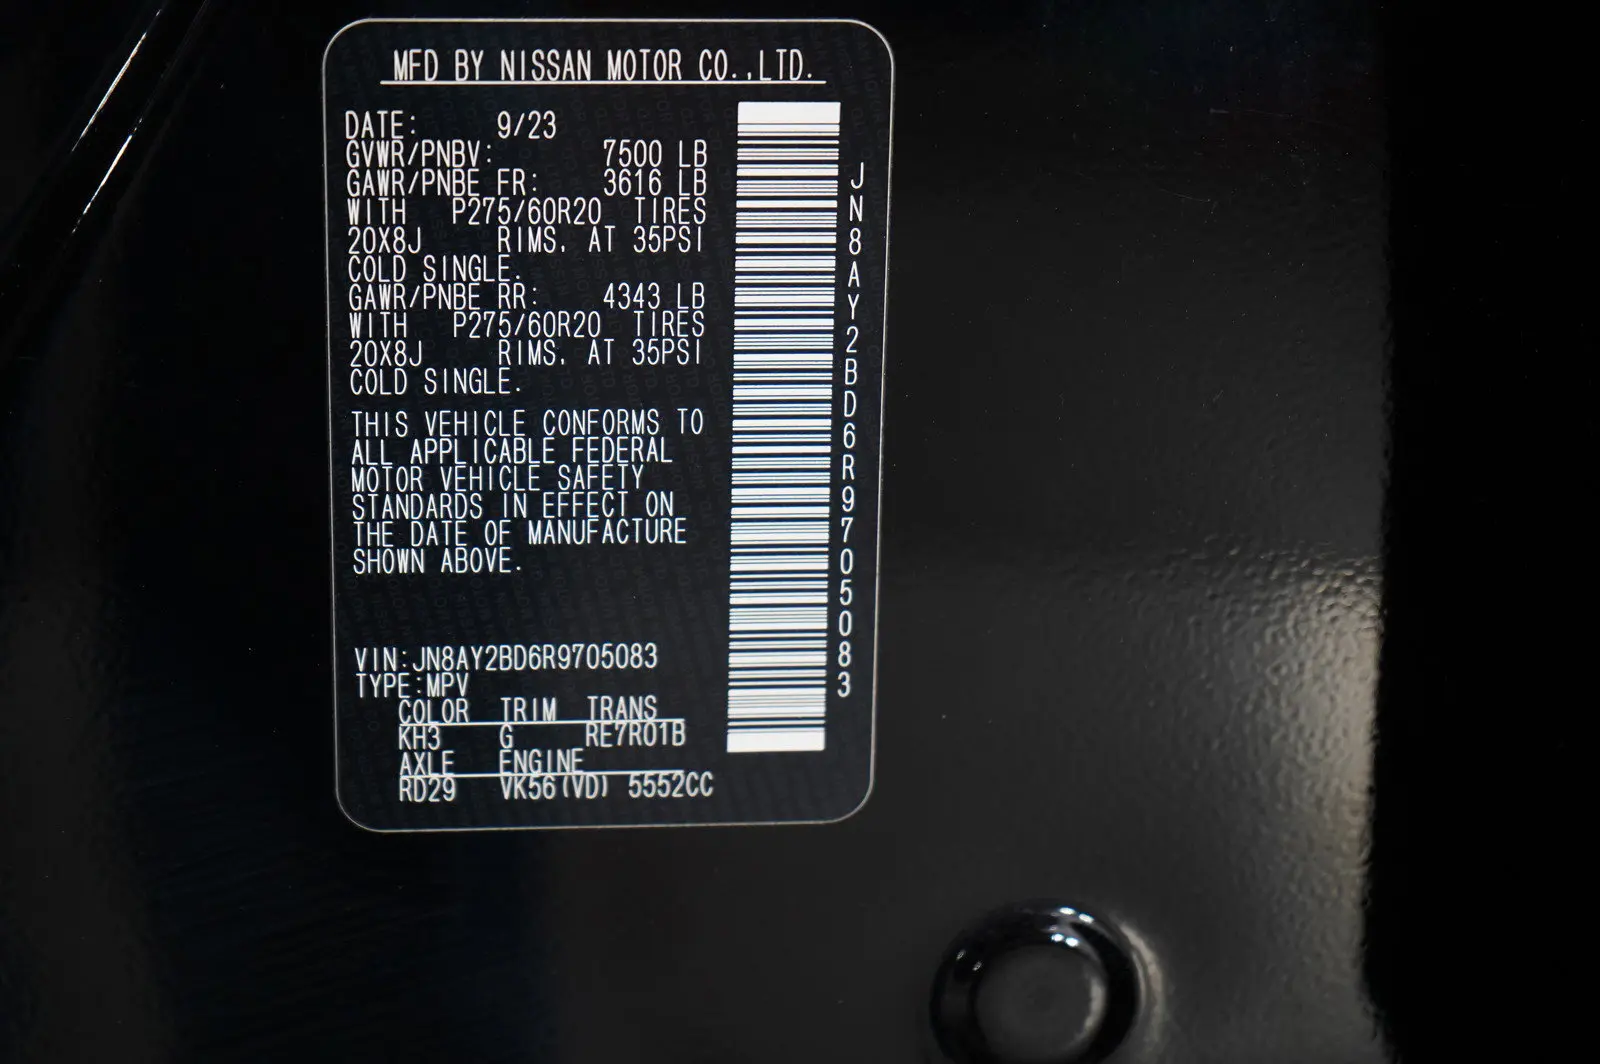 MFD BY NISSAN MOTOR CO.,LTD.
DATE: 9/23
GVWR/PNBV: 7500 LB
GAWR/PNBE FR: 3616 LB
WITH P275/60R20 TIRES
20X8J RIMS, AT 35PSI
COLD SINGLE.
GAWR/PNBE RR: 4343 LB
WITH P275/60R20 TIRES
20X8J RIMS, AT 35PSI
COLD SINGLE.
THIS VEHICLE CONFORMS TO
ALL APPLICABLE FEDERAL
MOTOR VEHICLE SAFETY
STANDARDS IN EFFECT ON
THE DATE OF MANUFACTURE
SHOWN ABOVE.
VIN:JN8AY2BD6R9705083
TYPE:MPV
COLOR TRIM TRANS
KH3 G RE7R01B
AXLE ENGINE
RD29 VK56(VD) 5552CC
JN8AY2BD6R9705083